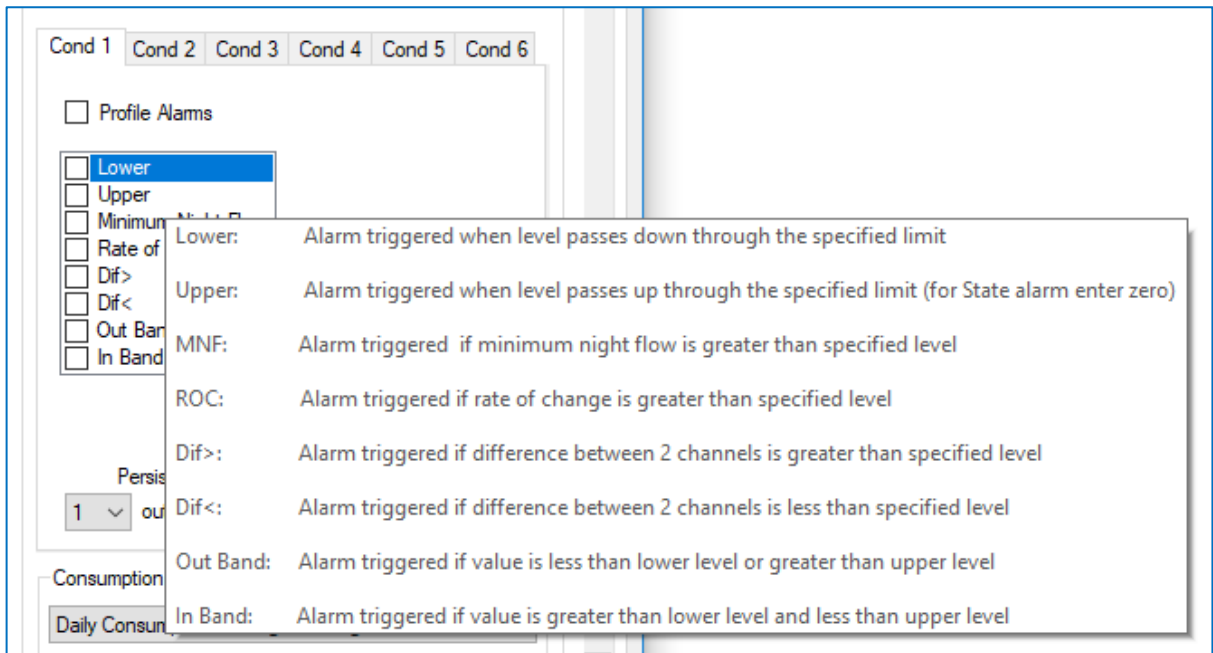 Cond 1 Cond 2 Cond 3 Cond 4 Cond 5 Cond 6
Profile Alarms
Lower
Upper
Minimum
Rate of
Dif>
Dif<
Out
In Band
Lower: Alarm triggered when level passes down through the specified limit
Upper: Alarm triggered when level passes up through the specified limit (for State alarm enter zero)
MNF: Alarm triggered if minimum night flow is greater than specified level
ROC: Alarm triggered if rate of change is greater than specified level
Dif>: Alarm triggered if difference between 2 channels is greater than specified level
Dif<: Alarm triggered if difference between 2 channels is less than specified level
Out Band: Alarm triggered if value is less than lower level or greater than upper level
In Band: Alarm triggered if value is greater than lower level and less than upper level
1
Consumption
Daily